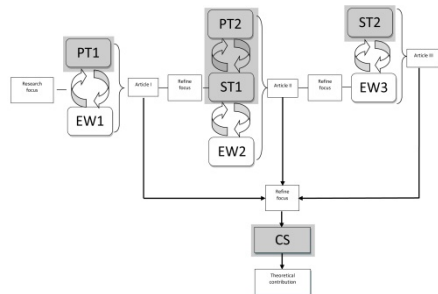 PT1
EW1
Research
focus
Article I
Refine
focus
PT2
ST1
EW2
Article II
Refine
focus
ST2
EW3
Article III
Refine
focus
CS
Theoretical
contribution